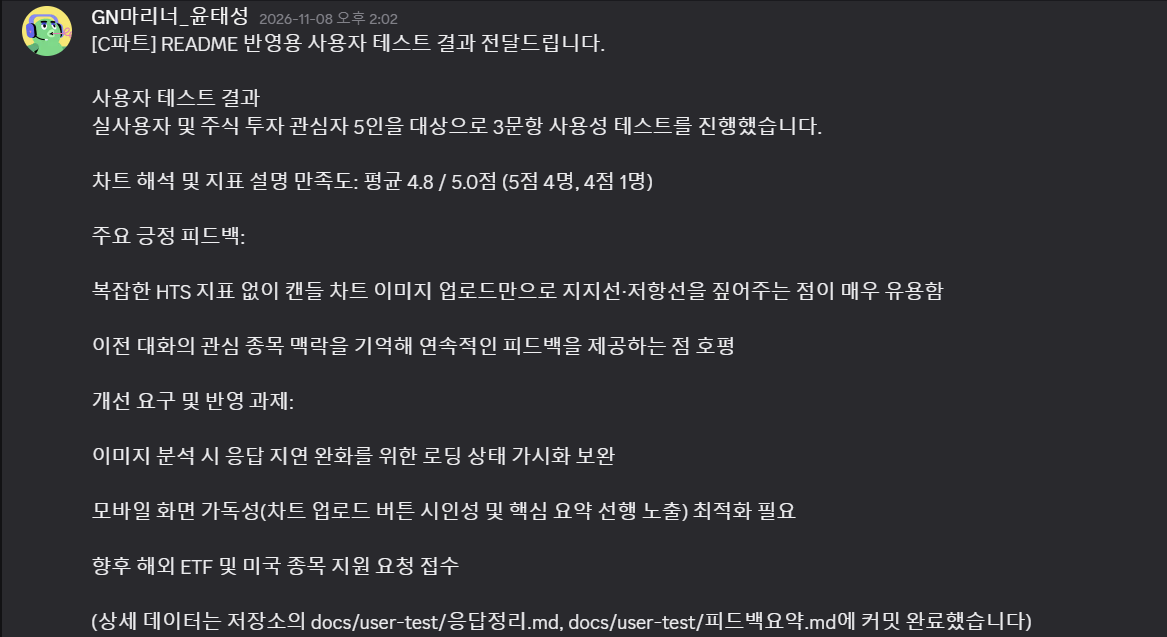 GN마리너_윤태성 2026-11-08 오후 2:02
[C파트] README 반영용 사용자 테스트 결과 전달드립니다.
사용자 테스트 결과
실사용자 및 주식 투자 관심자 5인을 대상으로 3문항 사용성 테스트를 진행했습니다.
차트 해석 및 지표 설명 만족도: 평균 4.8 / 5.0점 (5점 4명, 4점 1명)
주요 긍정 피드백:
복잡한 HTS 지표 없이 캔들 차트 이미지 업로드만으로 지지선·저항선을 짚어주는 점이 매우 유용함
이전 대화의 관심 종목 맥락을 기억해 연속적인 피드백을 제공하는 점 호평
개선 요구 및 반영 과제:
이미지 분석 시 응답 지연 완화를 위한 로딩 상태 가시화 보완
모바일 화면 가독성(차트 업로드 버튼 시인성 및 핵심 요약 선행 노출) 최적화 필요
향후 해외 ETF 및 미국 종목 지원 요청 접수
(상세 데이터는 저장소의 docs/user-test/응답정리.md, docs/user-test/피드백요약.md에 커밋 완료했습니다)